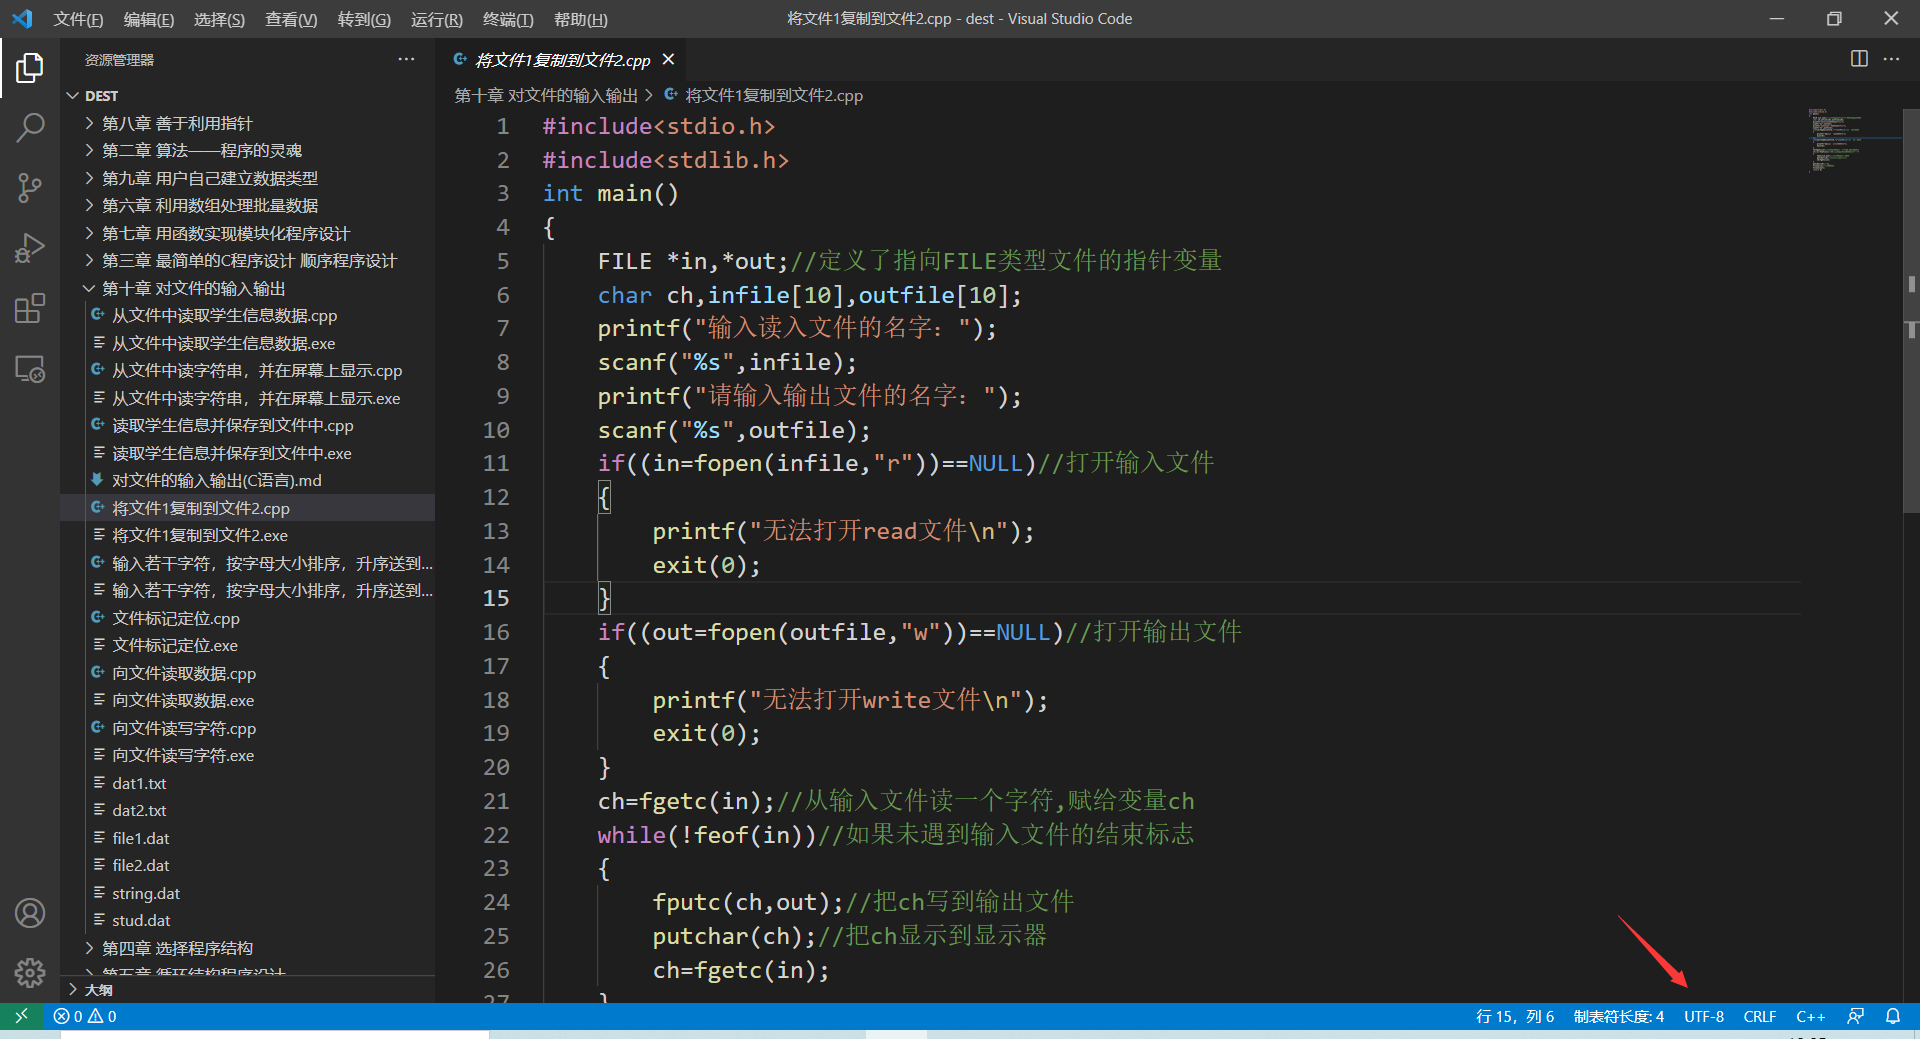 文件(F) 编辑(E) 选择(S) 查看(V) 转到(G) 运行(R) 终端(T) 帮助(H) 将文件1复制到文件2.cpp - dest - Visual Studio Code
资源管理器
DEST
第八章 善于利用指针
第二章 算法——程序的灵魂
第九章 用户自己建立数据类型
第六章 利用数组处理批量数据
第七章 用函数实现模块化程序设计
第三章 最简单的C程序设计 顺序程序设计
第十章 对文件的输入输出
从文件中读取学生信息数据.cpp
从文件中读取学生信息数据.exe
从文件中读字符串，并在屏幕上显示.cpp
从文件中读字符串，并在屏幕上显示.exe
读取学生信息并保存到文件中.cpp
读取学生信息并保存到文件中.exe
对文件的输入输出(C语言).md
将文件1复制到文件2.cpp
将文件1复制到文件2.exe
输入若干字符，按字母大小排序，升序送到...
输入若干字符，按字母大小排序，升序送到...
文件标记定位.cpp
文件标记定位.exe
向文件读取数据.cpp
向文件读取数据.exe
向文件读写字符.cpp
向文件读写字符.exe
dat1.txt
dat2.txt
file1.dat
file2.dat
string.dat
stud.dat
第四章 选择程序结构
第五章 循环结构程序设计
大纲
将文件1复制到文件2.cpp
第十章 对文件的输入输出 > 将文件1复制到文件2.cpp
1 #include<stdio.h>
2 #include<stdlib.h>
3 int main()
4 {
5 FILE *in,*out;//定义了指向FILE类型文件的指针变量
6 char ch,infile[10],outfile[10];
7 printf("输入读入文件的名字：");
8 scanf("%s",infile);
9 printf("请输入输出文件的名字：");
10 scanf("%s",outfile);
11 if((in=fopen(infile,"r"))==NULL)//打开输入文件
12 {
13 printf("无法打开read文件\n");
14 exit(0);
15 }
16 if((out=fopen(outfile,"w"))==NULL)//打开输出文件
17 {
18 printf("无法打开write文件\n");
19 exit(0);
20 }
21 ch=fgetc(in);//从输入文件读一个字符,赋给变量ch
22 while(!feof(in))//如果未遇到输入文件的结束标志
23 {
24 fputc(ch,out);//把ch写到输出文件
25 putchar(ch);//把ch显示到显示器
26 ch=fgetc(in);
27 }
0 0 行 15，列 6 制表符长度: 4 UTF-8 CRLF C++